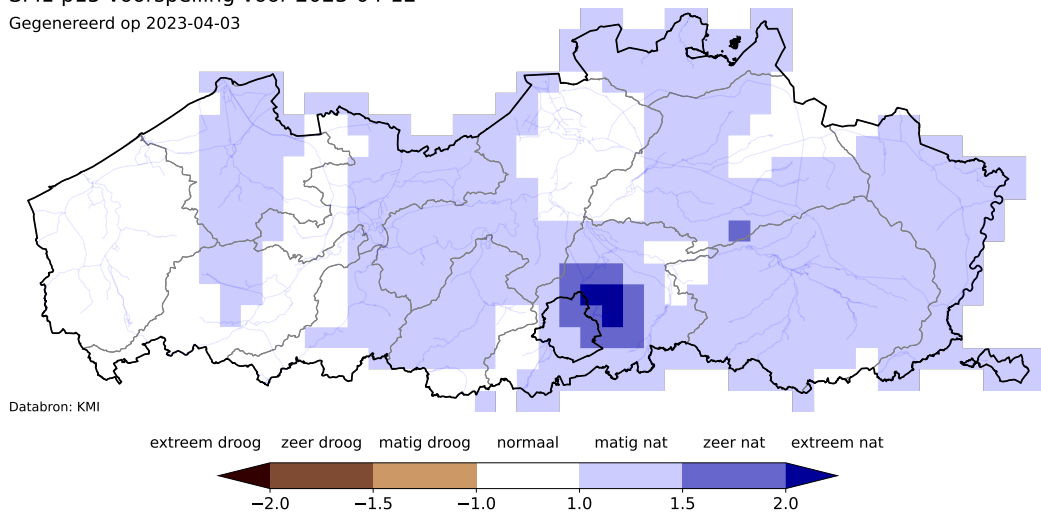 Gegenereerd op 2023-04-03
Databron: KMI
extreem droog zeer droog matig droog normaal matig nat zeer nat extreem nat
−2.0 −1.5 −1.0 1.0 1.5 2.0